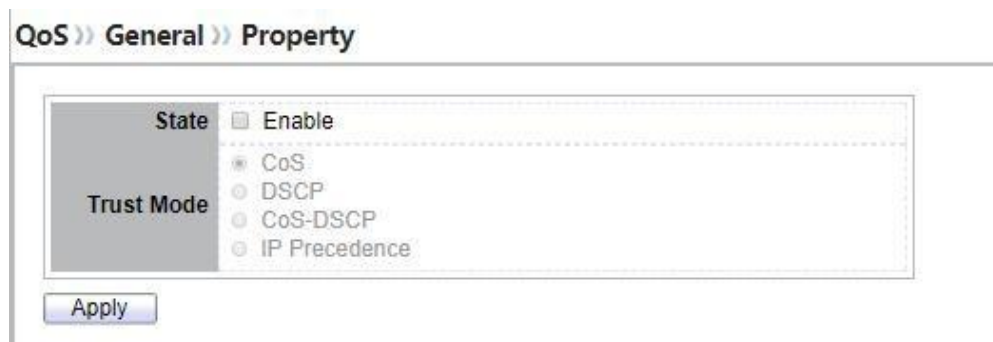 QoS » General » Property
State Enable
Trust Mode
CoS
DSCP
CoS-DSCP
IP Precedence
Apply